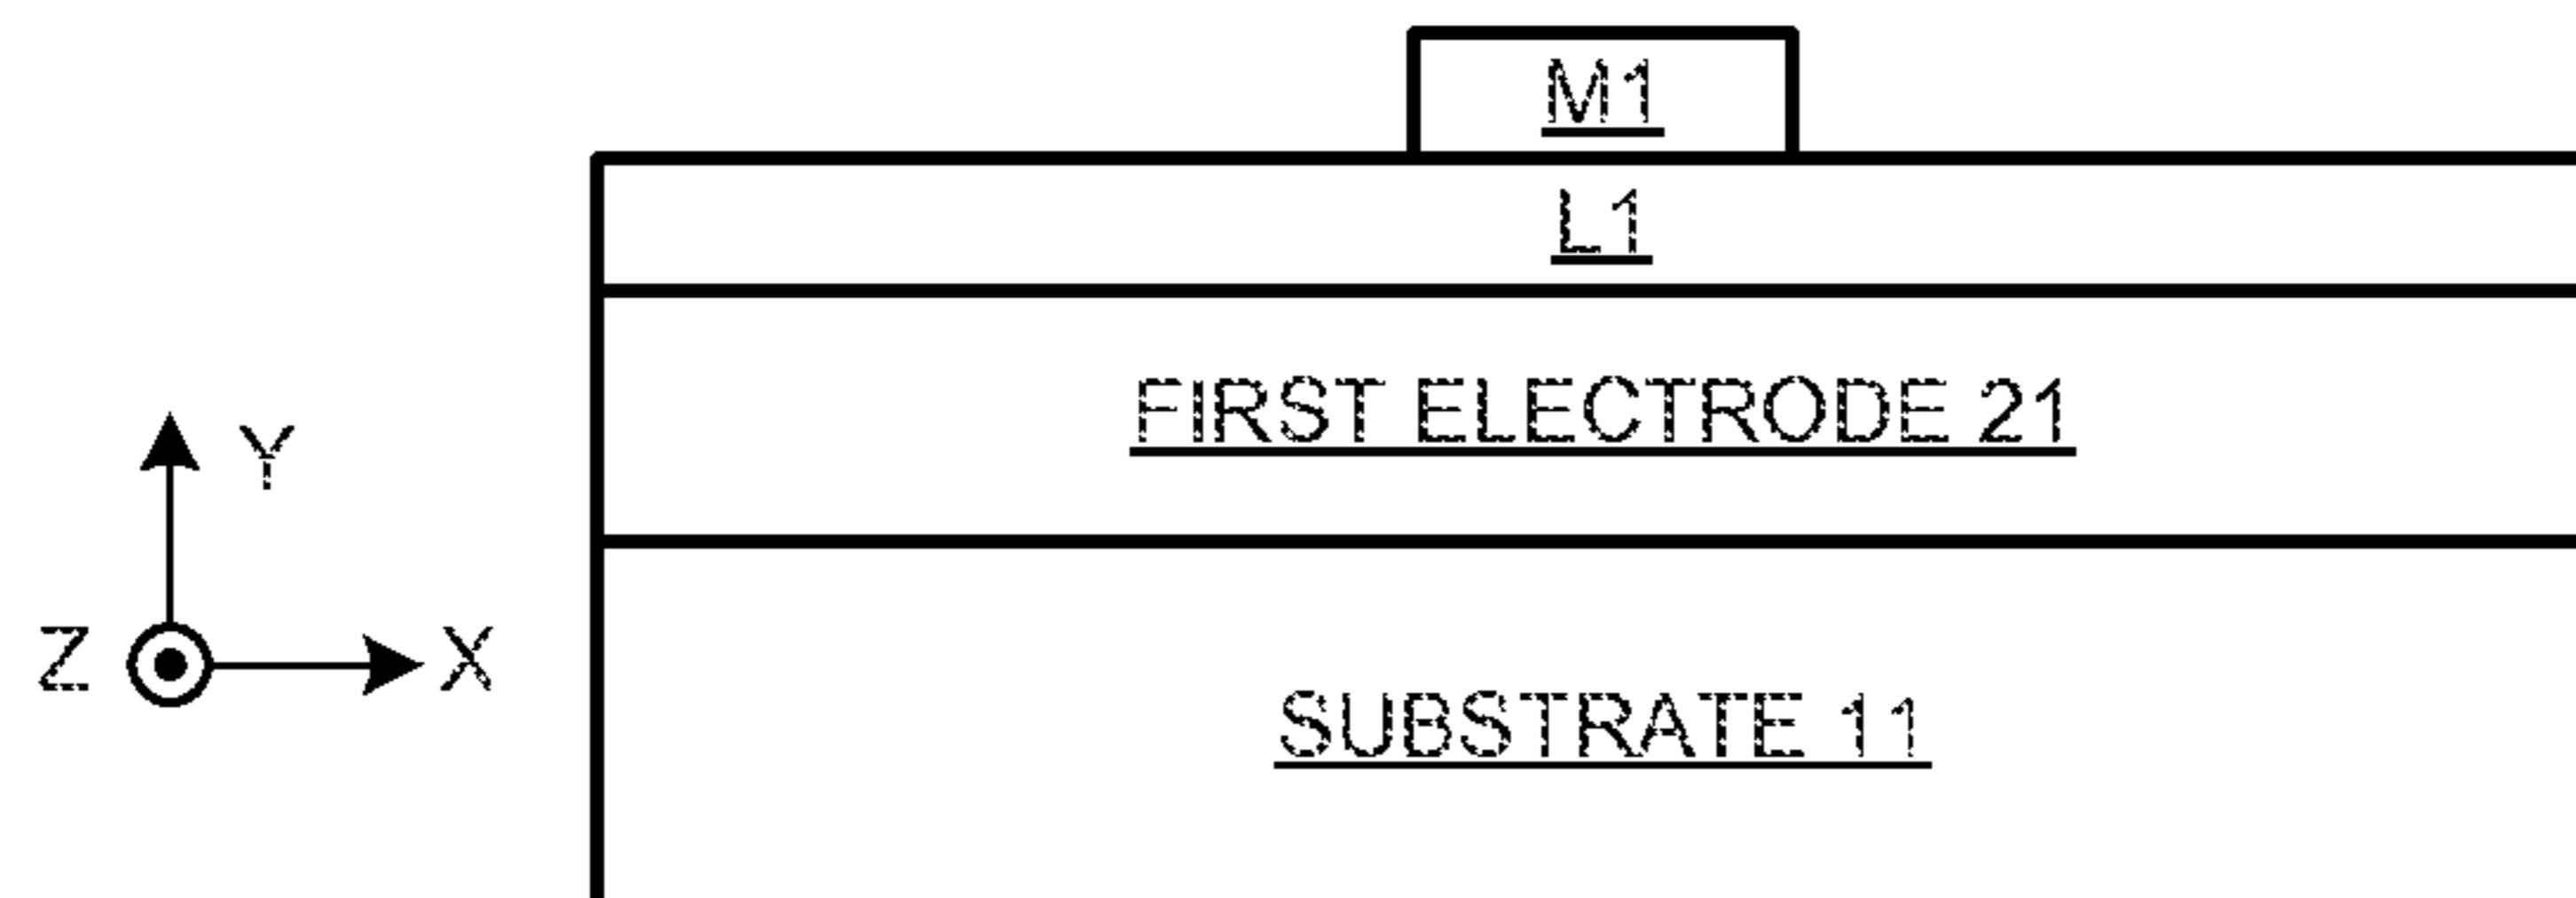 M1
L1
FIRST ELECTRODE 21
Y
Z
X
SUBSTRATE 11